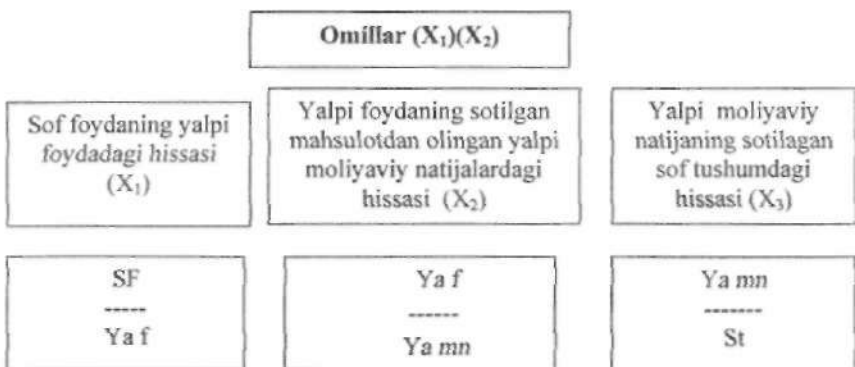 Omillar (X₁)(X₂)
Sof foydaning yalpi
foydadagi hissasi
(X₁)
Yalpi foydaning sotilgan
mahsulotdan olingan yalpi
moliyaviy natijalardagi
hissasi (X₂)
Yalpi moliyaviy
natijaning sotilagan
sof tushumdagi
hissasi (X₃)
SF
-----
Ya f
Ya f
------
Ya mn
Ya mn
-------
St